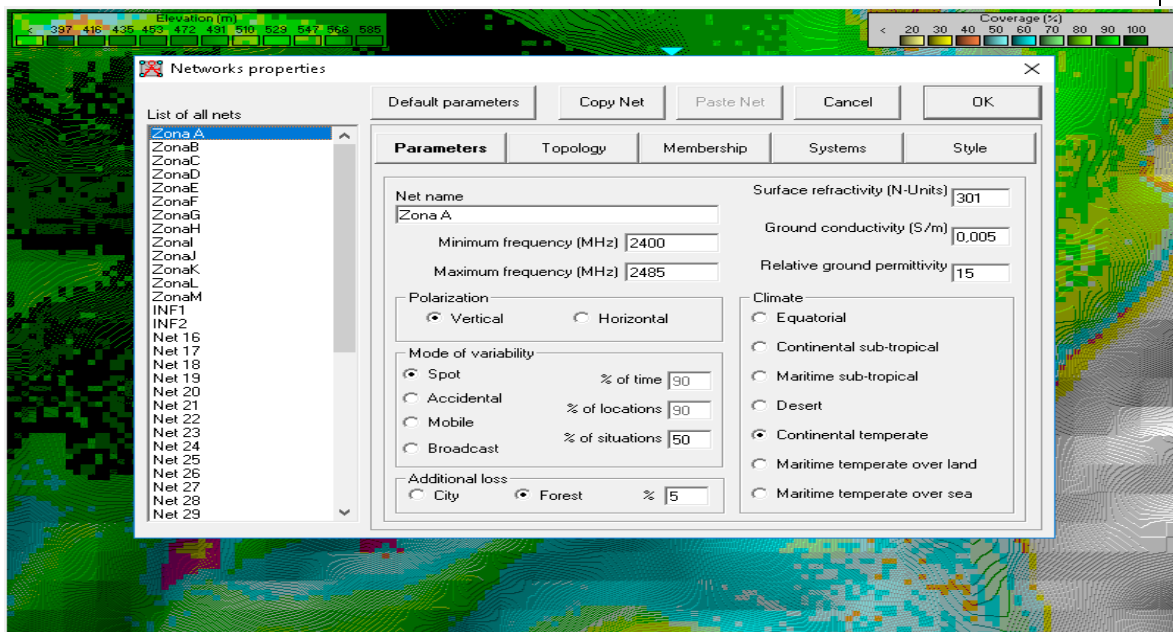 Elevation (m)
< 397 416 435 453 472 491 510 529 547 566 585
Coverage (%)
< 20 30 40 50 60 70 80 90 100
Networks properties
Default parameters Copy Net Paste Net Cancel OK
List of all nets
Zona A
ZonaB
ZonaC
ZonaD
ZonaE
ZonaF
ZonaG
ZonaH
ZonaI
ZonaJ
ZonaK
ZonaL
ZonaM
INF1
INF2
Net 16
Net 17
Net 18
Net 19
Net 20
Net 21
Net 22
Net 23
Net 24
Net 25
Net 26
Net 27
Net 28
Net 29
Parameters Topology Membership Systems Style
Net name
Zona A
Minimum frequency (MHz) 2400
Maximum frequency (MHz) 2485
Surface refractivity (N-Units) 301
Ground conductivity (S/m) 0,005
Relative ground permittivity 15
Polarization
Vertical Horizontal
Mode of variability
Spot
Accidental
Mobile
Broadcast
% of time 90
% of locations 90
% of situations 50
Additional loss
City Forest % 5
Climate
Equatorial
Continental sub-tropical
Maritime sub-tropical
Desert
Continental temperate
Maritime temperate over land
Maritime temperate over sea